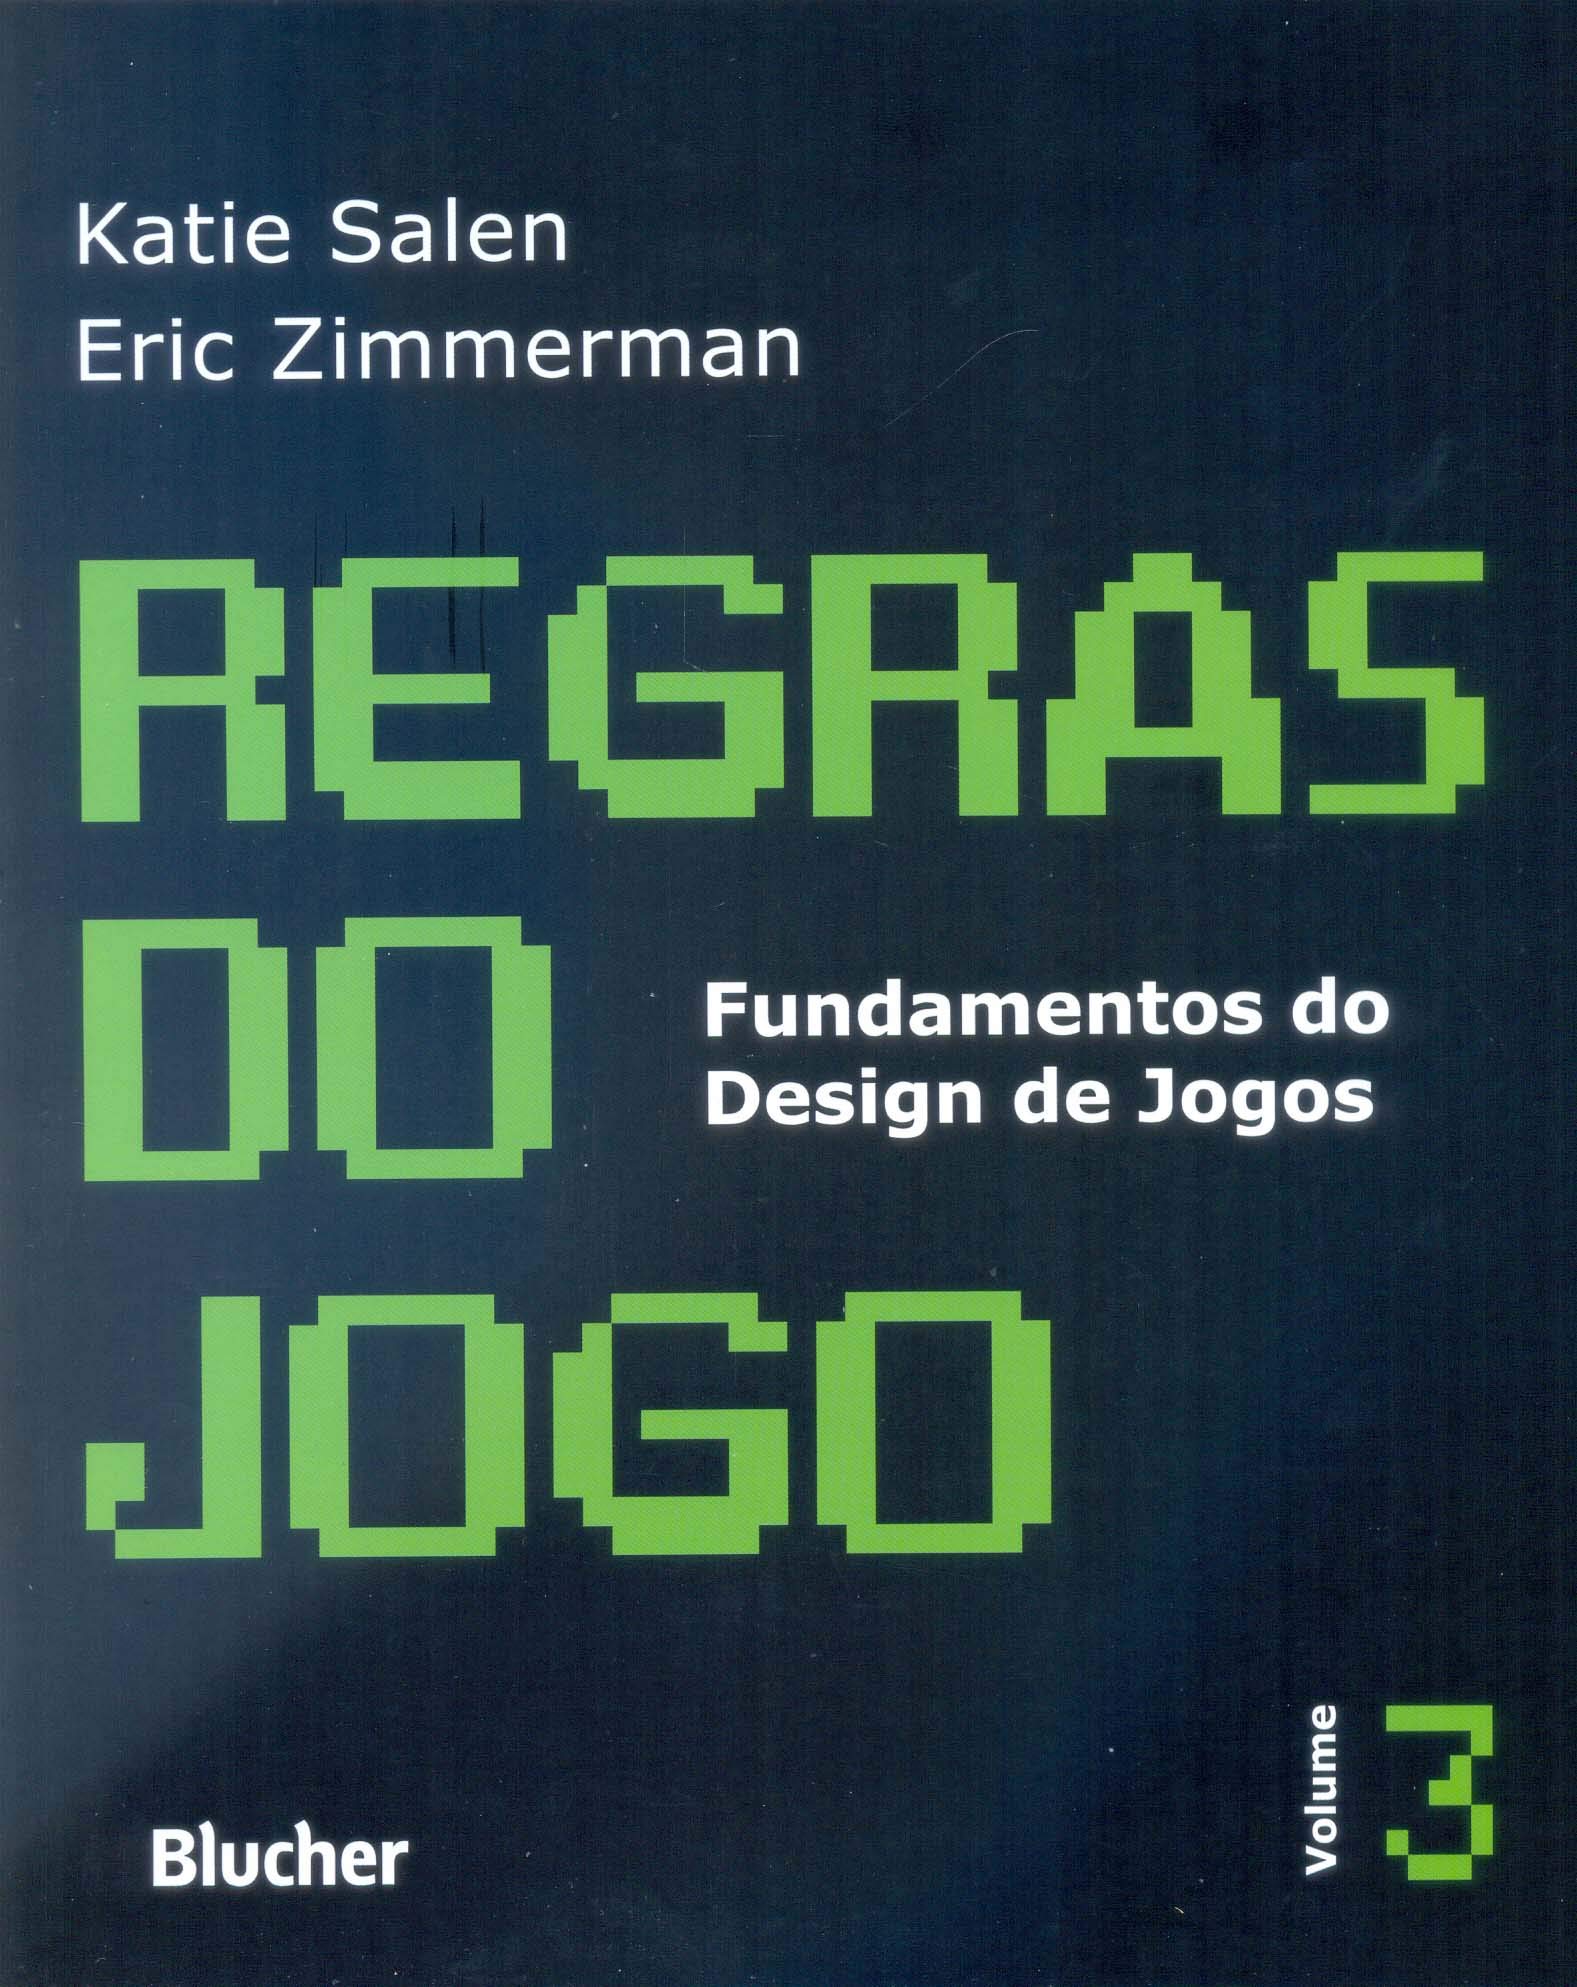 Katie Salen
Eric Zimmerman
REGRAS
DO
Fundamentos do
Design de Jogos
JOGO
Volume 3
Blucher